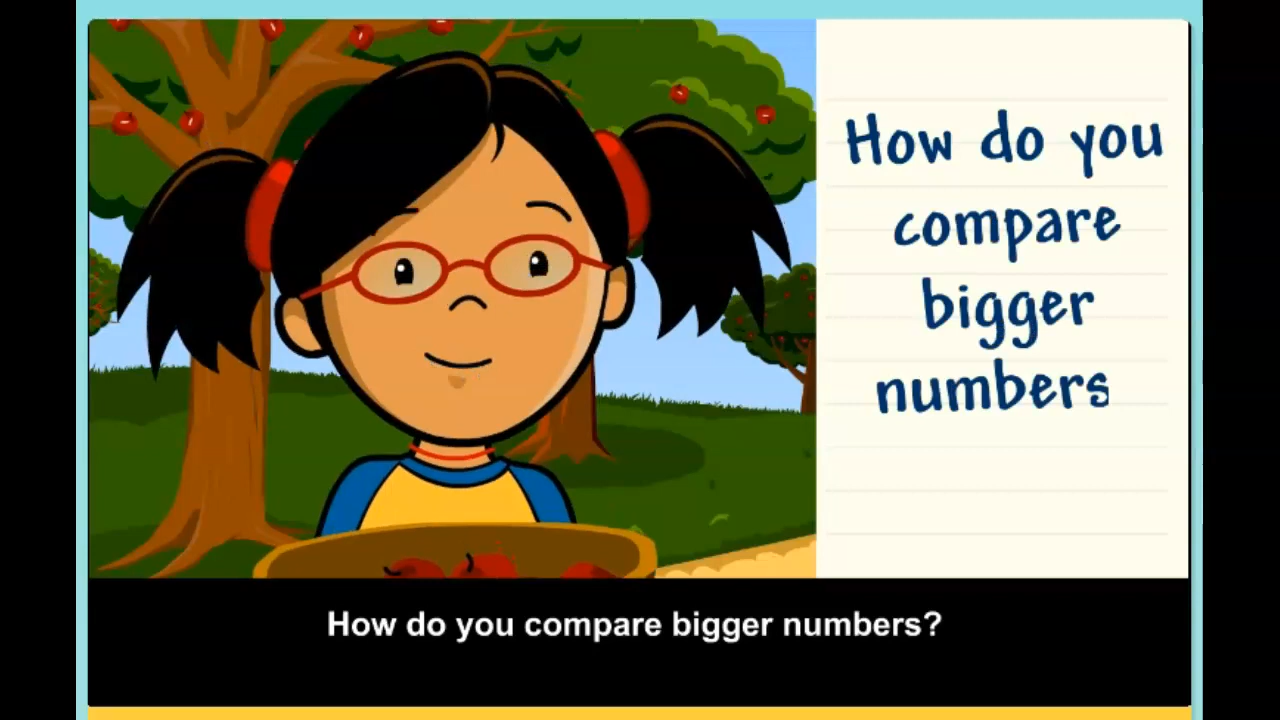 How do you
compare
bigger
numbers
How do you compare bigger numbers?